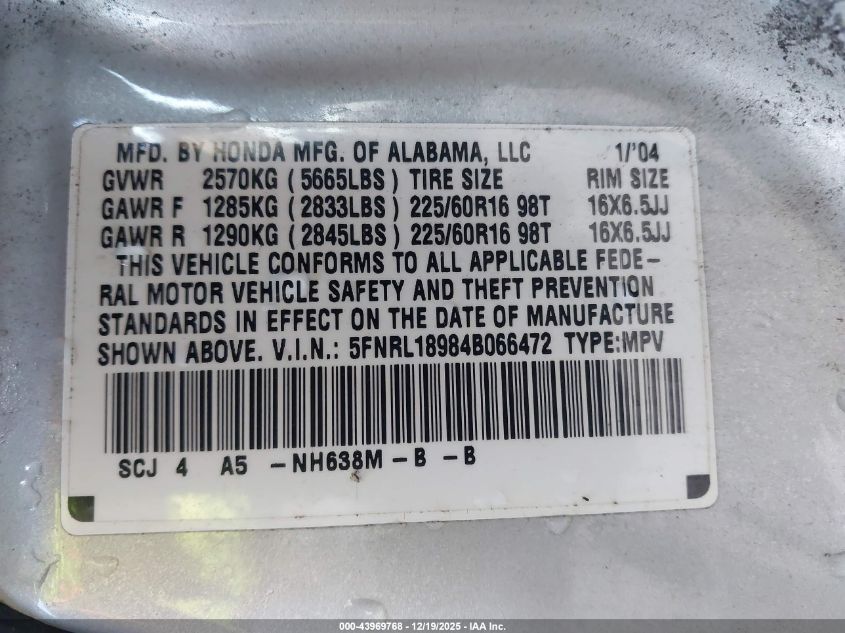 MFD. BY HONDA MFG. OF ALABAMA, LLC 1/'04
GVWR 2570KG ( 5665LBS ) TIRE SIZE RIM SIZE
GAWR F 1285KG ( 2833LBS ) 225/60R16 98T 16X6.5JJ
GAWR R 1290KG ( 2845LBS ) 225/60R16 98T 16X6.5JJ
THIS VEHICLE CONFORMS TO ALL APPLICABLE FEDE-
RAL MOTOR VEHICLE SAFETY AND THEFT PREVENTION
STANDARDS IN EFFECT ON THE DATE OF MANUFACTURE
SHOWN ABOVE. V.I.N.: 5FNRL18984B066472 TYPE:MPV
SCJ 4 A5 -NH638M -B -B
000-43969768 - 12/19/2025 - IAA Inc.